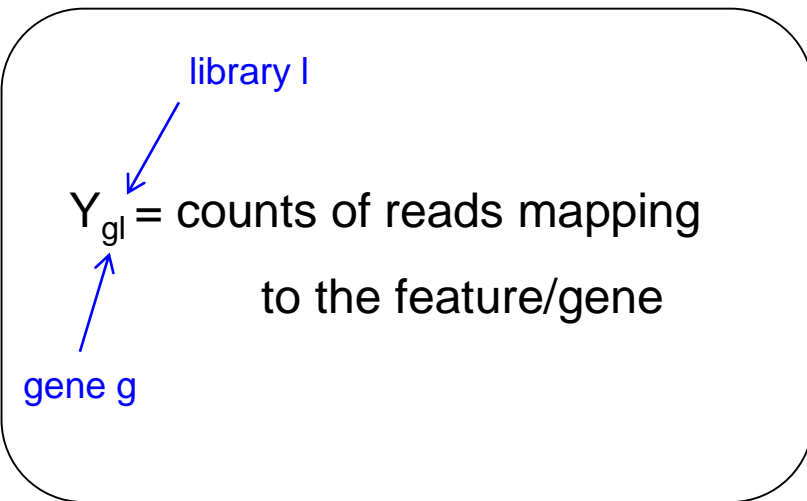 library l
Ygl = counts of reads mapping
to the feature/gene
gene g